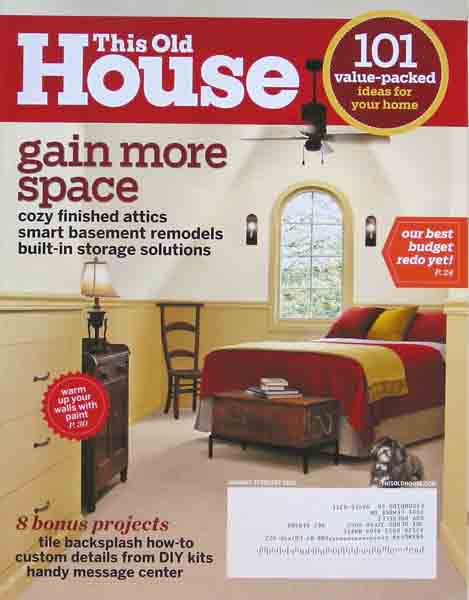 This Old
House
101
value-packed
ideas for
your home
gain more
space
cozy finished attics
smart basement remodels
built-in storage solutions
our best
budget
redo yet!
P. 24
warm
up your
walls with
paint
P. 30
8 bonus projects
tile backsplash how-to
custom details from DIY kits
handy message center
THISOLDHOUSE.COM